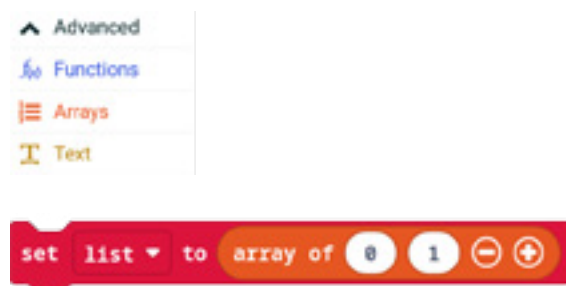 Advanced
Functions
Arrays
Text
set list to array of 0 1